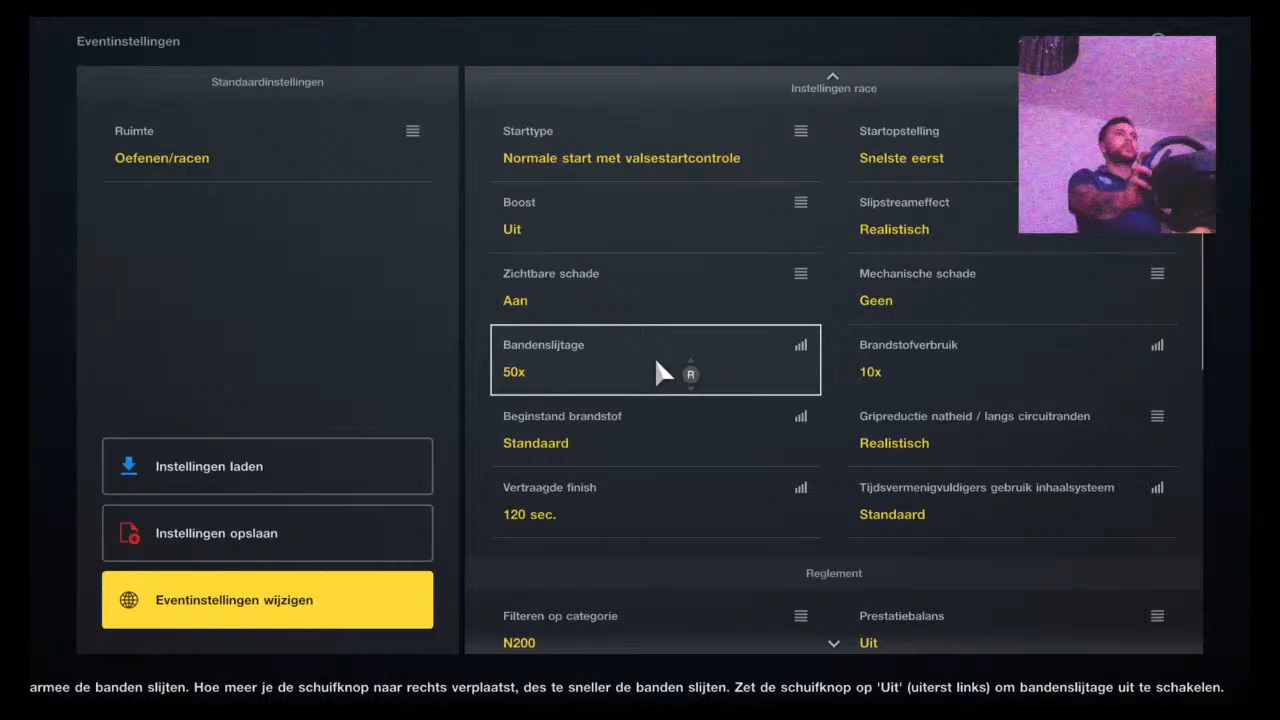 Eventinstellingen
Standaardinstellingen
Ruimte
Oefenen/racen
Instellingen laden
Instellingen opslaan
Eventinstellingen wijzigen
Instellingen race
Starttype
Normale start met valsestartcontrole
Startopstelling
Snelste eerst
Boost
Uit
Slipstreameffect
Realistisch
Zichtbare schade
Aan
Mechanische schade
Geen
Bandenslijtage
50x
R
Brandstofverbruik
10x
Beginstand brandstof
Standaard
Gripreductie natheid / langs circuitranden
Realistisch
Vertraagde finish
120 sec.
Tijdsvermenigvuldigers gebruik inhaalsysteem
Standaard
Reglement
Filteren op categorie
N200
Prestatiebalans
Uit
armee de banden slijten. Hoe meer je de schuifknop naar rechts verplaatst, des te sneller de banden slijten. Zet de schuifknop op 'Uit' (uiterst links) om bandenslijtage uit te schakelen.